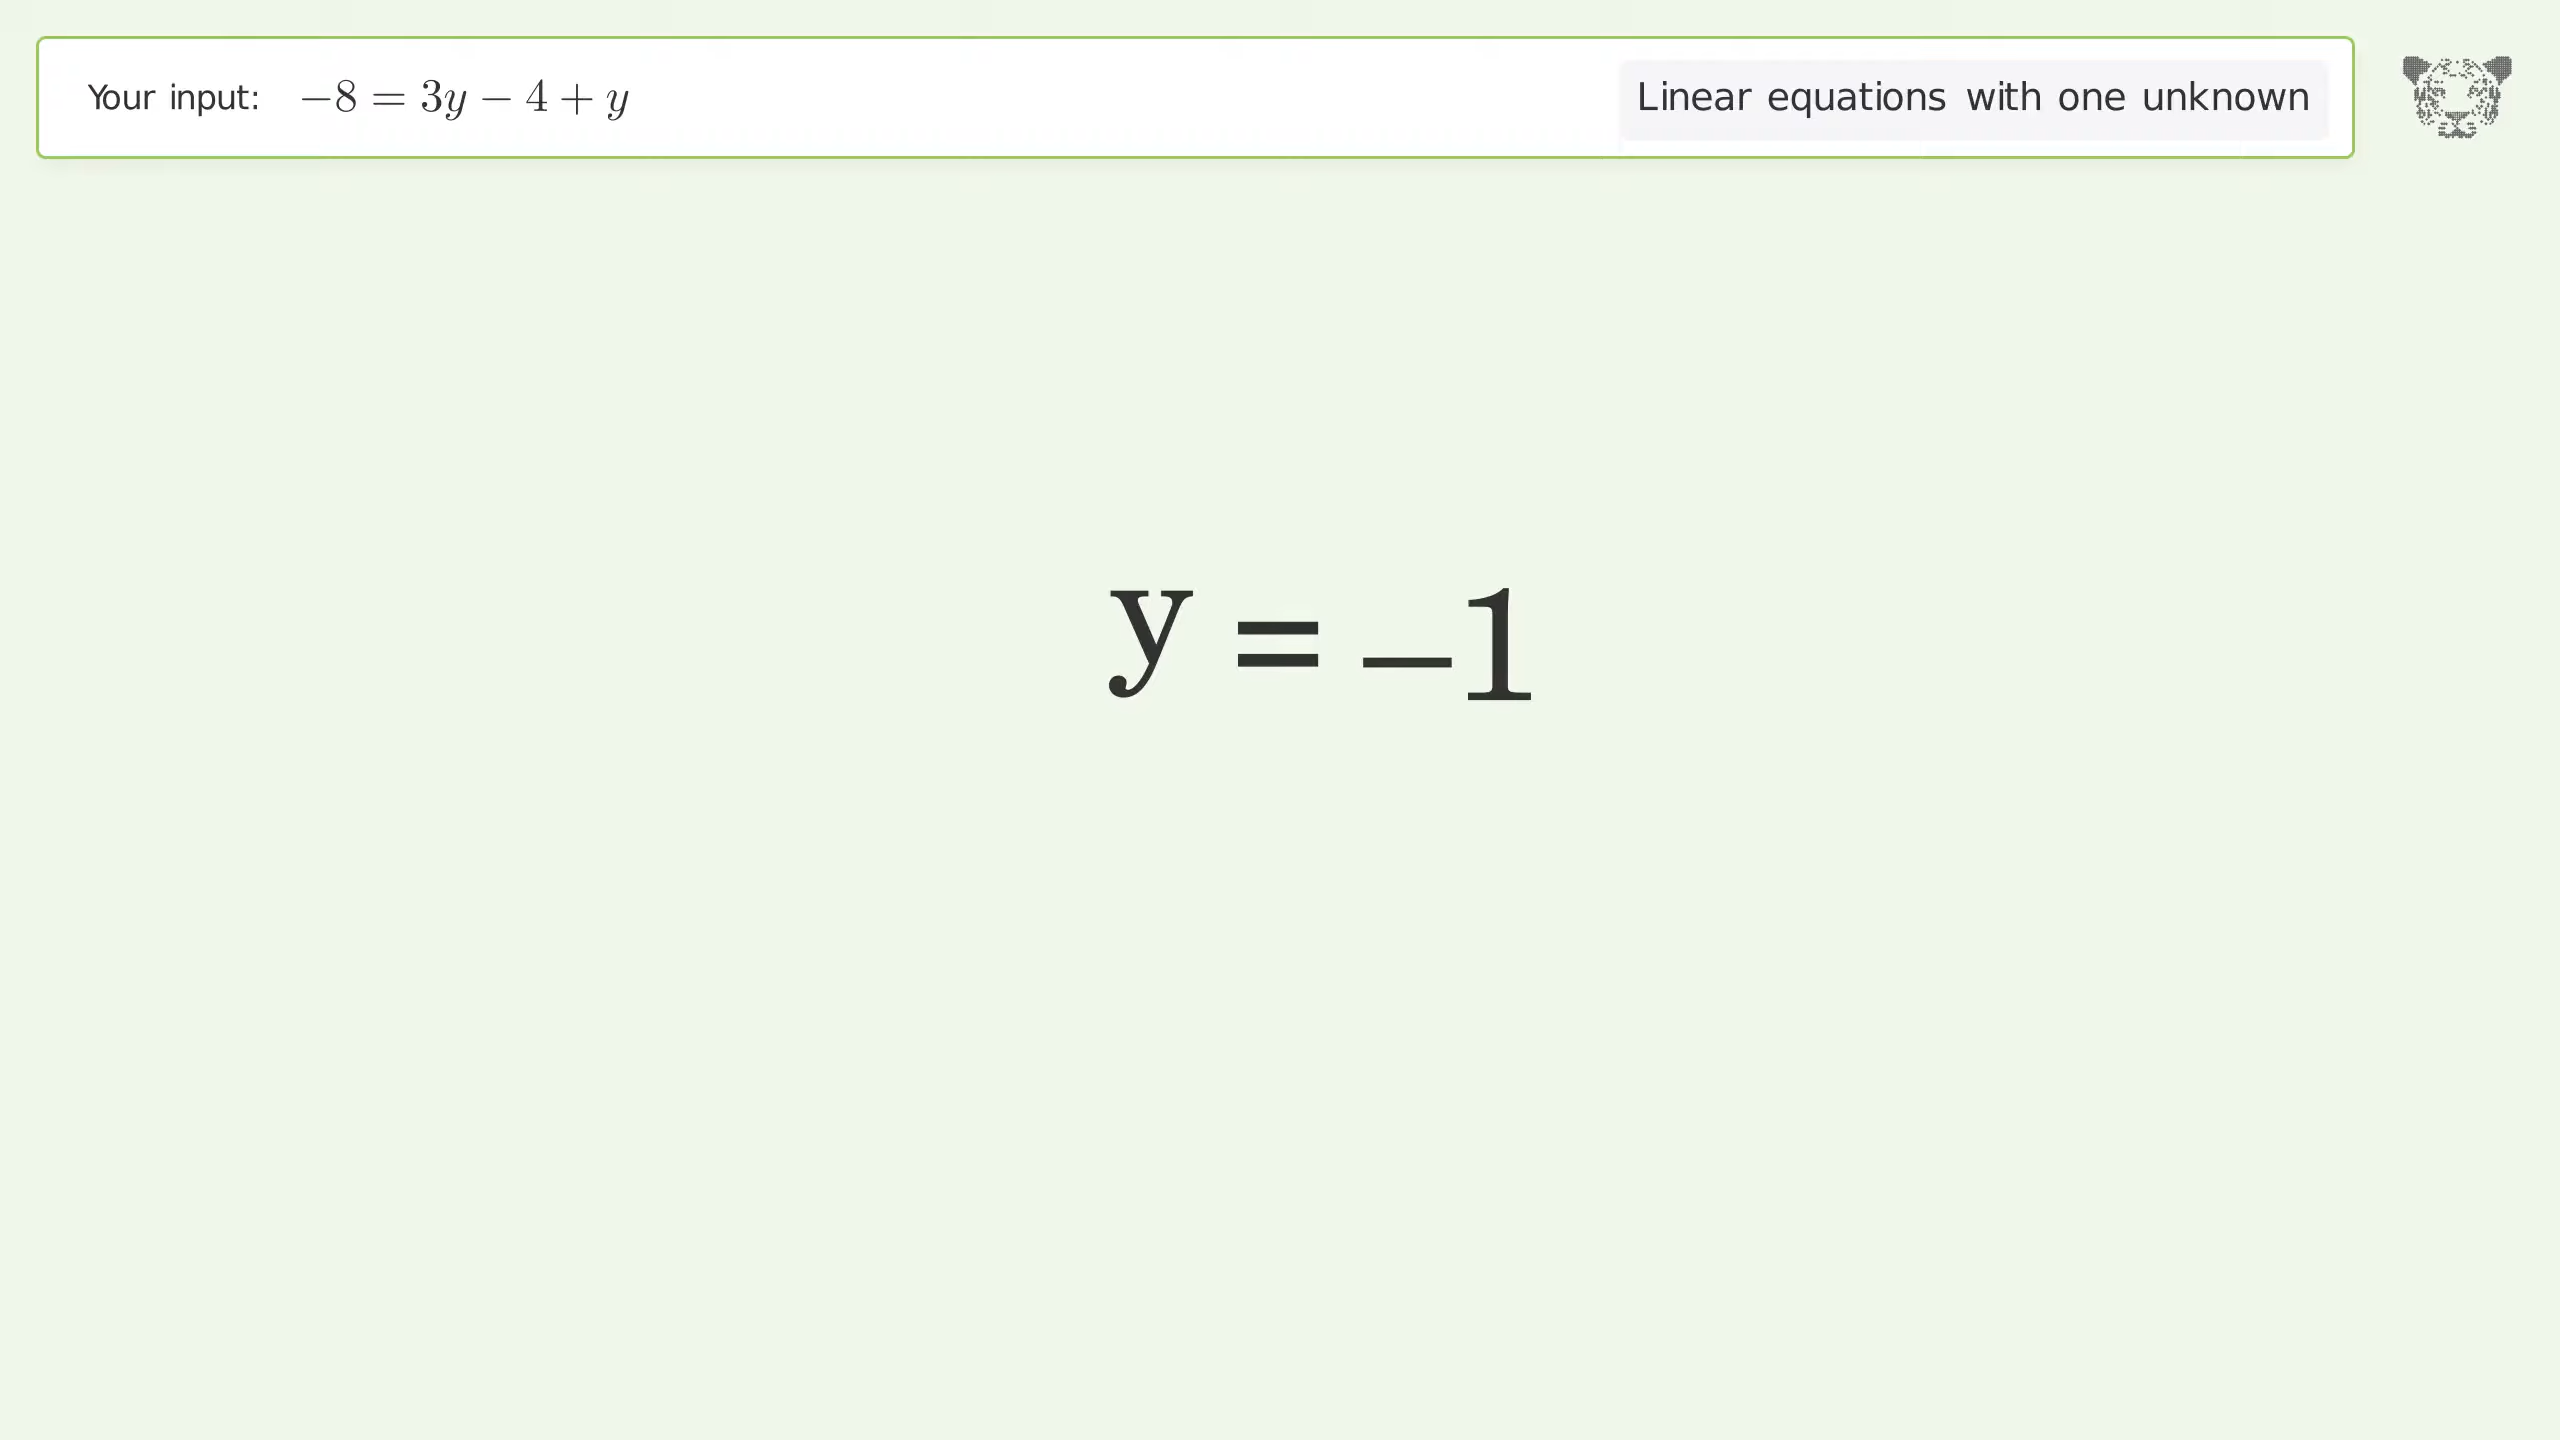 Your input: −8 = 3y − 4 + y
Linear equations with one unknown
y = −1